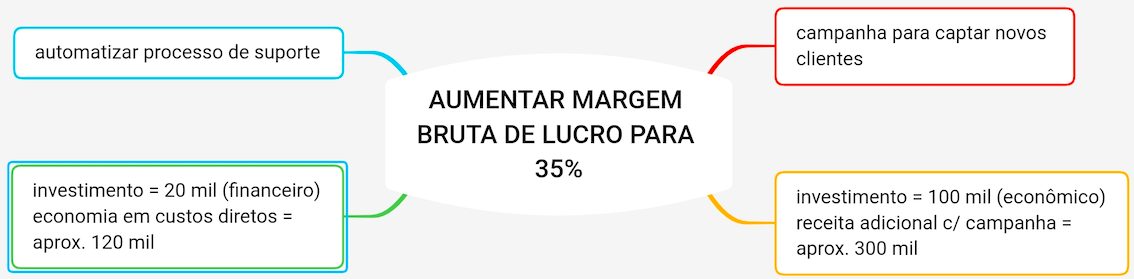 automatizar processo de suporte
campanha para captar novos
clientes
AUMENTAR MARGEM
BRUTA DE LUCRO PARA
35%
investimento = 20 mil (financeiro)
economia em custos diretos =
aprox. 120 mil
investimento = 100 mil (econômico)
receita adicional c/ campanha =
aprox. 300 mil